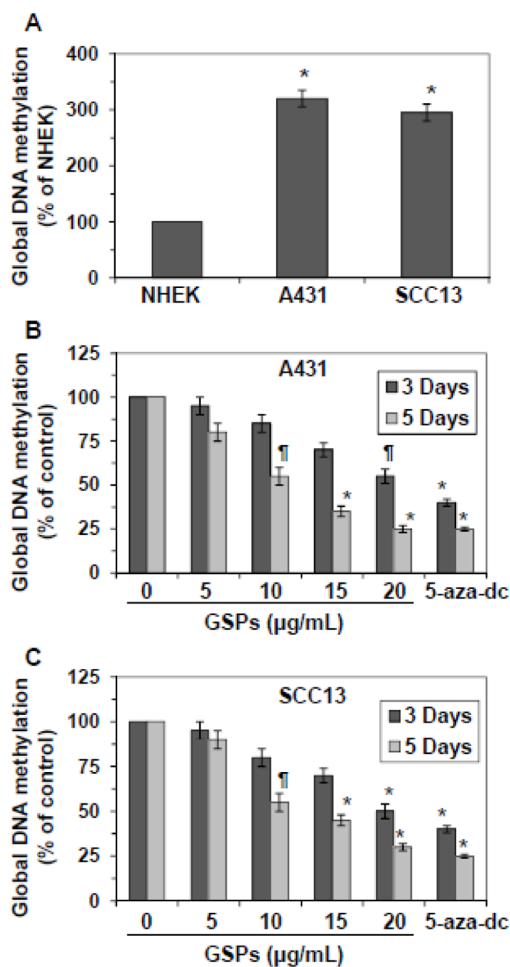 A
Global DNA methylation
(% of NHEK)
400
300
200
100
0
*
*
NHEK A431 SCC13
B
Global DNA methylation
(% of control)
125
100
75
50
25
0
A431
3 Days
5 Days
¶
*
¶
*
*
*
0 5 10 15 20 5-aza-dc
GSPs (µg/mL)
C
Global DNA methylation
(% of control)
125
100
75
50
25
0
SCC13
3 Days
5 Days
¶
*
*
*
*
*
0 5 10 15 20 5-aza-dc
GSPs (µg/mL)